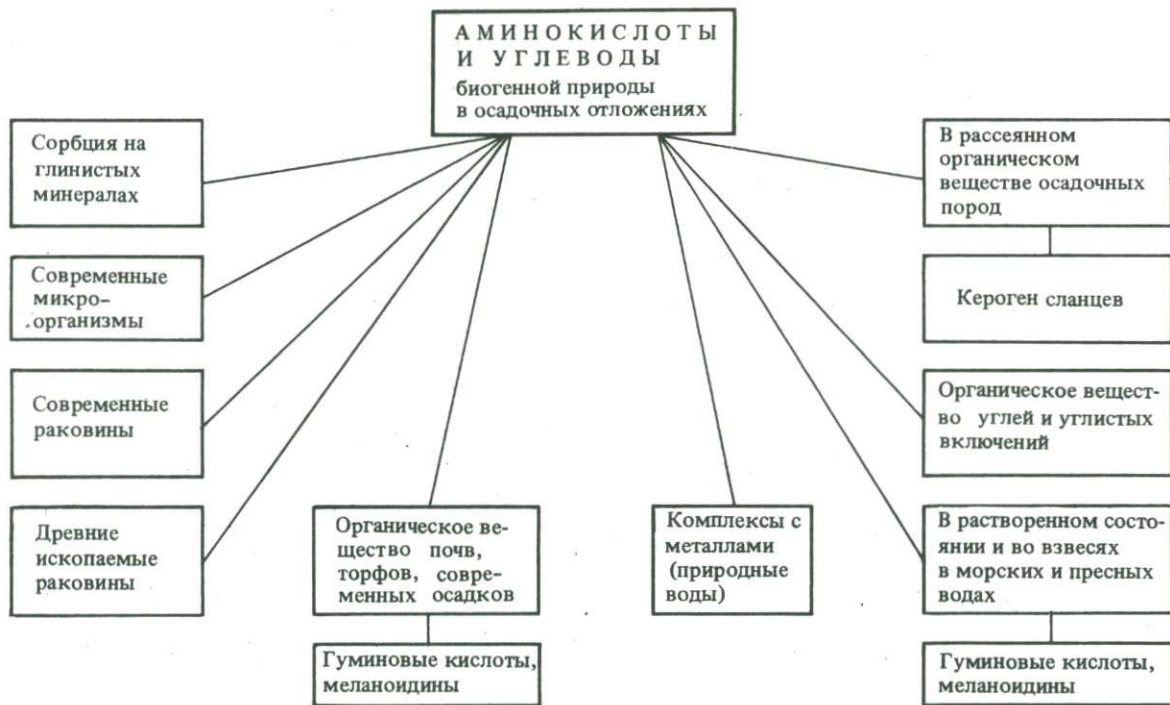 АМИНОКИСЛОТЫ
И УГЛЕВОДЫ
биогенной природы
в осадочных отложениях
Сорбция на
глинистых
минералах
Современные
микро-
организмы
Современные
раковины
Древние
ископаемые
раковины
Органическое ве-
щество почв,
торфов, совре-
менных осадков
Гуминовые кислоты,
меланоидины
Комплексы с
металлами
(природные
воды)
В рассеянном
органическом
веществе осадочных
пород
Кероген сланцев
Органическое вещест-
во углей и углистых
включений
В растворенном состо-
янии и во взвесях
в морских и пресных
водах
Гуминовые кислоты,
меланоидины